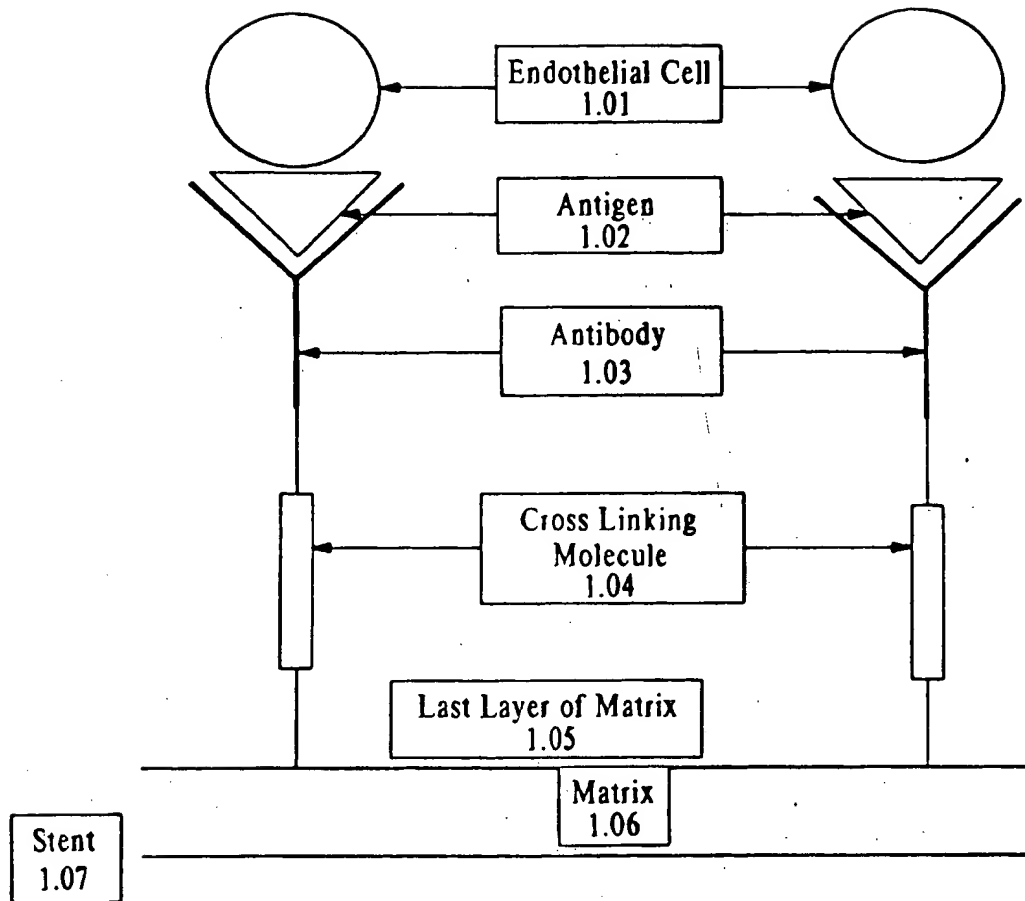 Endothelial Cell
1.01
Antigen
1.02
Antibody
1.03
Cross Linking
Molecule
1.04
Last Layer of Matrix
1.05
Matrix
1.06
Stent
1.07